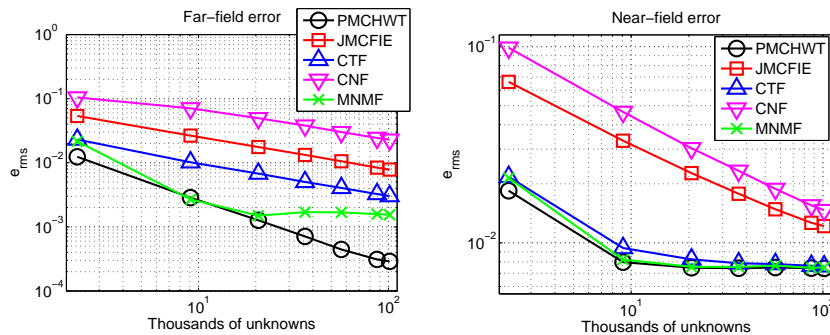 Far-field error
10^0
10^-1
10^-2
10^-3
10^-4
e_rms
10^1
10^2
Thousands of unknowns
PMCHWT
JMCFIE
CTF
CNF
MNMF
Near-field error
10^-1
10^-2
e_rms
10^1
10^2
Thousands of unknowns
PMCHWT
JMCFIE
CTF
CNF
MNMF